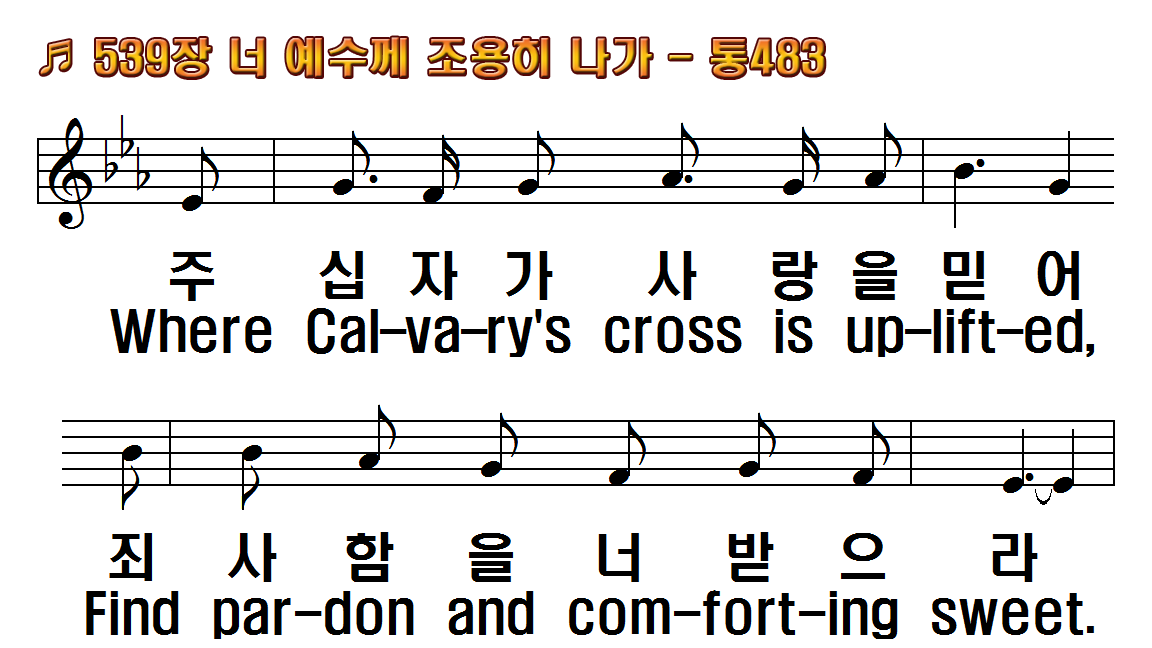 ♬ 539장 너 예수께 조용히 나가 - 통483
주 십 자 가 사 랑 을 믿 어
Where Cal-va-ry's cross is up-lift-ed,
죄 사 함 을 너 받 으 라
Find par-don and com-fort-ing sweet.